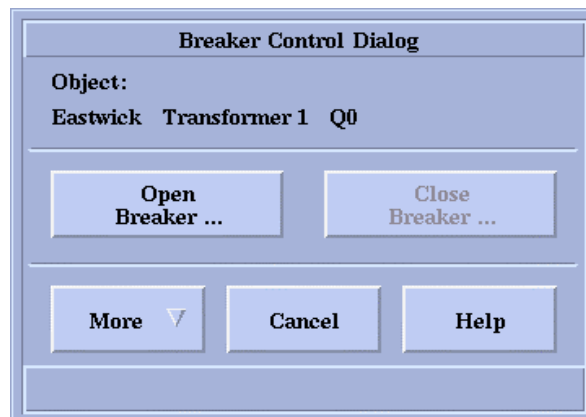 Breaker Control Dialog
Object:
Eastwick Transformer 1 Q0
Open
Breaker ...
Close
Breaker ...
More
Cancel
Help